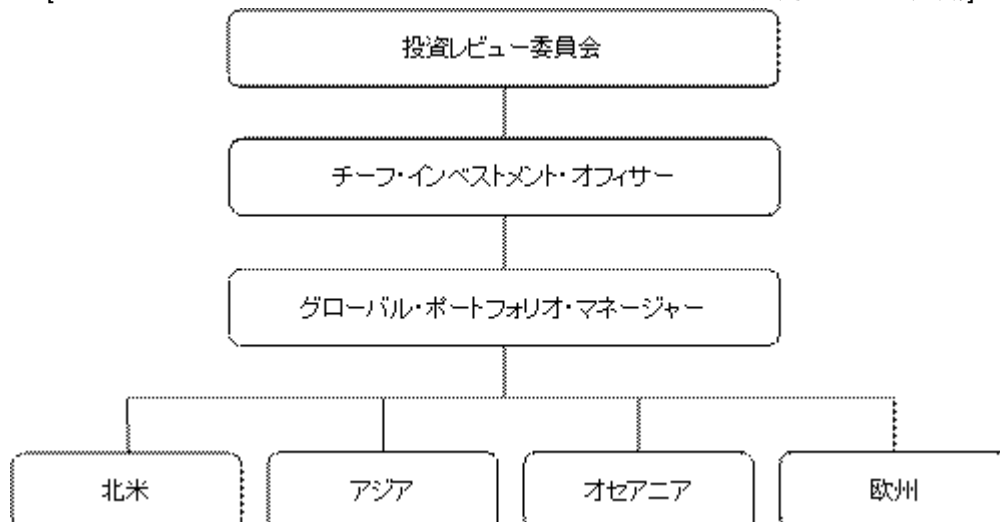 投資レビュー委員会
チーフ・インベストメント・オフィサー
グローバル・ポートフォリオ・マネージャー
北米
アジア
オセアニア
欧州